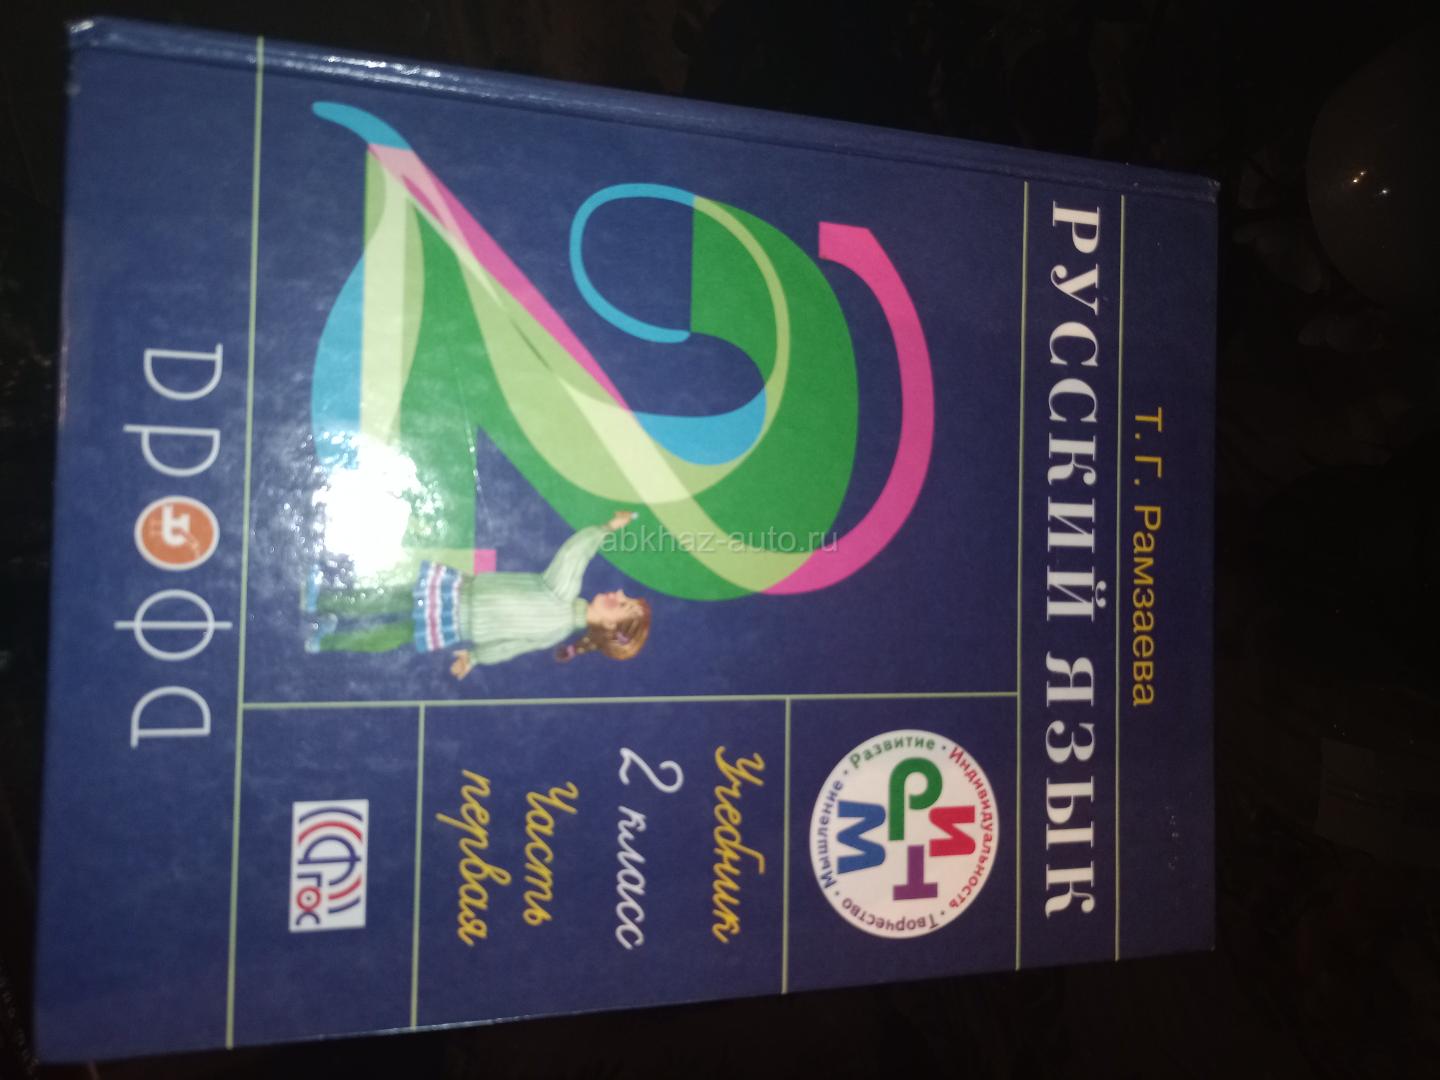 Т. Г. Рамзаева
РУССКИЙ ЯЗЫК
Развитие • Индивидуальность • Творчество • Мышление •
РИТМ
Учебник
2 класс
Часть
первая
ФГОС
дрофа
abkhaz-auto.ru